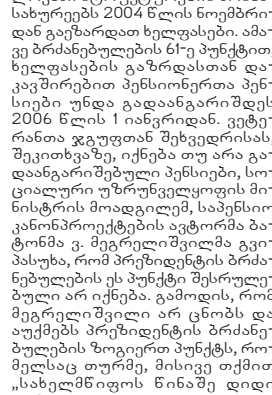 სახურეებს 2004 წლის ნოემბრი-
დან გაეზარდათ ხელფასები. ამა-
ვე ბრძანებულების 61-ე პუნქტით,
ხელფასების გაზრდასთან და-
კავშირებით პენსიონერთა პენ-
სიები უნდა გადაანგარიშდეს
2006 წლის 1 იანვრიდან. ვეტე-
რანთა ჯგუფთან შეხვედრისას,
შეკითხვაზე, იქნება თუ არა გა-
დაანგარიშებული პენსიები, სო-
ციალური უზრუნველყოფის მი-
ნისტრის მოადგილემ, საპენსიო
კანონპროექტების ავტორმა ბა-
ტონმა ვ. მეგრელიშვილმა გვი-
პასუხა, რომ პრეზიდენტის ბრძა-
ნებულების ეს პუნქტი შესრულე-
ბული არ იქნება. გამოდის, რომ
მეგრელიშვილი არ ცნობს და
აუქმებს პრეზიდენტის ბრძანე-
ბულების ზოგიერთ პუნქტს, რო-
მელსაც თურმე, მისივე თქმით
„სახელმწიფოს წინაშე დიდი